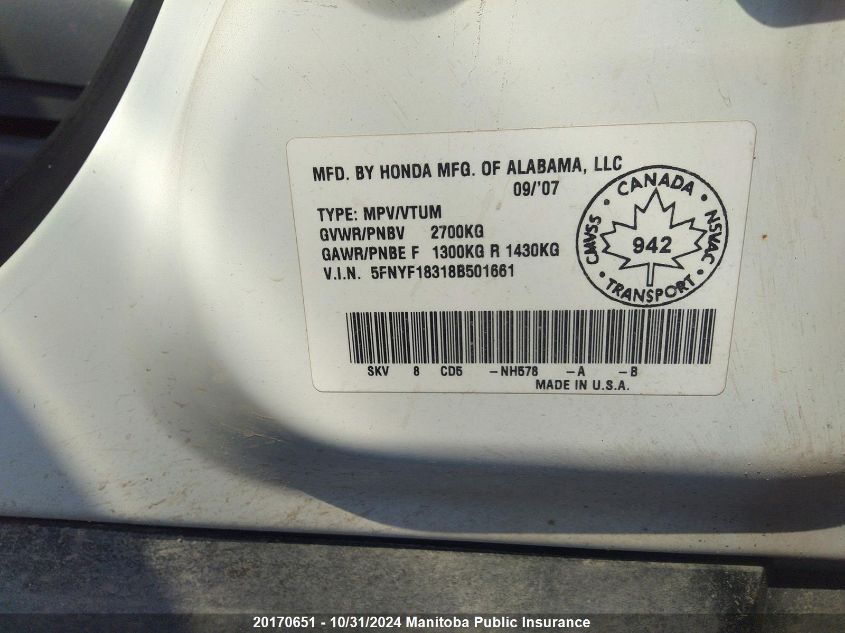 MFD. BY HONDA MFG. OF ALABAMA, LLC
09/'07
TYPE: MPV/VTUM
GVWR/PNBV 2700KG
GAWR/PNBE F 1300KG R 1430KG
V.I.N. 5FNYF18318B501661
CANADA
CMVSS 942 NSVAC
TRANSPORT
SKV 8 CD5 -NH578 -A -B
MADE IN U.S.A.
20170651 - 10/31/2024 Manitoba Public Insurance